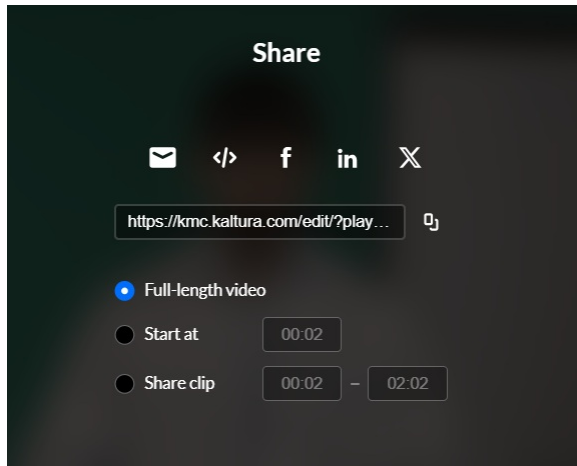 Share
</> f in X
https://kmc.kaltura.com/edit/?play...
Full-length video
Start at 00:02
Share clip 00:02 – 02:02